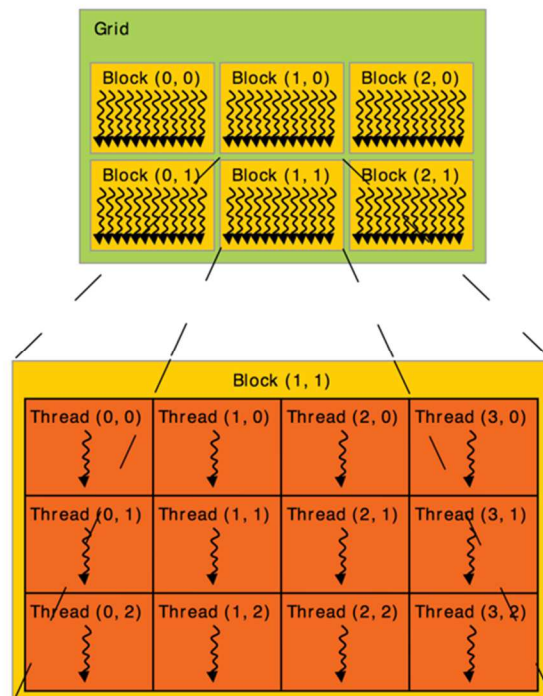 Grid
Block (0, 0) Block (1, 0) Block (2, 0)
Block (0, 1) Block (1, 1) Block (2, 1)
Block (1, 1)
Thread (0, 0) Thread (1, 0) Thread (2, 0) Thread (3, 0)
Thread (0, 1) Thread (1, 1) Thread (2, 1) Thread (3, 1)
Thread (0, 2) Thread (1, 2) Thread (2, 2) Thread (3, 2)